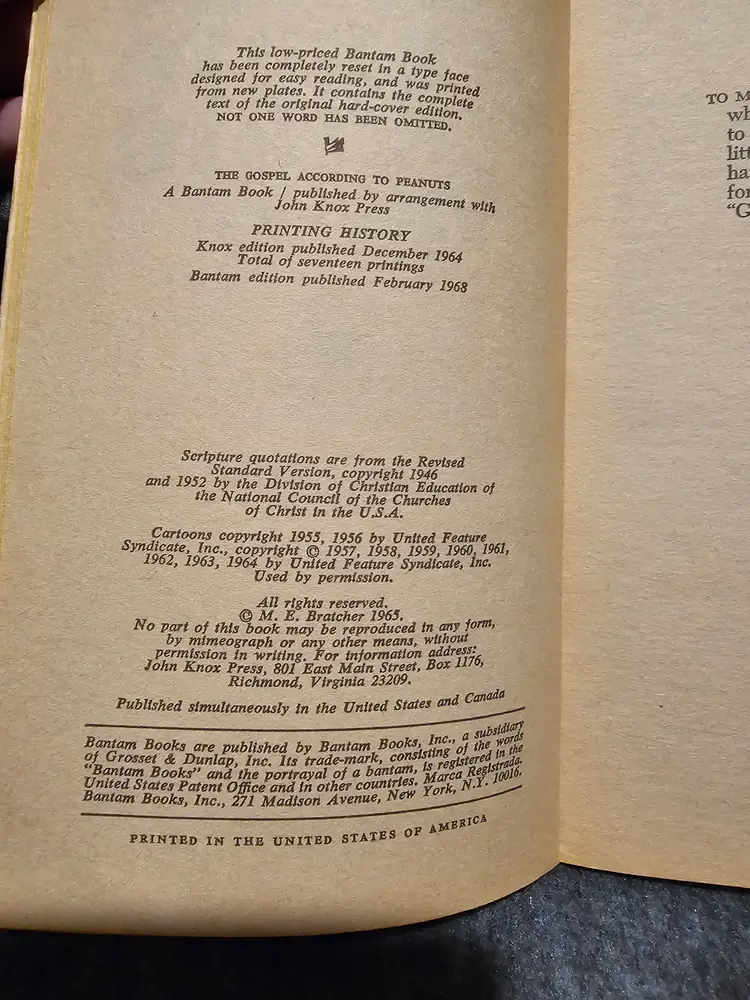 This low-priced Bantam Book
has been completely reset in a type face
designed for easy reading, and was printed
from new plates. It contains the complete
text of the original hard-cover edition.
NOT ONE WORD HAS BEEN OMITTED.
THE GOSPEL ACCORDING TO PEANUTS
A Bantam Book / published by arrangement with
John Knox Press
PRINTING HISTORY
Knox edition published December 1964
Total of seventeen printings
Bantam edition published February 1968
Scripture quotations are from the Revised
Standard Version, copyright 1946
and 1952 by the Division of Christian Education of
the National Council of the Churches
of Christ in the U.S.A.
Cartoons copyright 1955, 1956 by United Feature
Syndicate, Inc., copyright © 1957, 1958, 1959, 1960, 1961,
1962, 1963, 1964 by United Feature Syndicate, Inc.
Used by permission.
All rights reserved.
© M. E. Bratcher 1965.
No part of this book may be reproduced in any form,
by mimeograph or any other means, without
permission in writing. For information address:
John Knox Press, 801 East Main Street, Box 1176,
Richmond, Virginia 23209.
Published simultaneously in the United States and Canada
Bantam Books are published by Bantam Books, Inc., a subsidiary
of Grosset & Dunlap, Inc. Its trade-mark, consisting of the words
"Bantam Books" and the portrayal of a bantam, is registered in the
United States Patent Office and in other countries. Marca Registrada.
Bantam Books, Inc., 271 Madison Avenue, New York, N.Y. 10016.
PRINTED IN THE UNITED STATES OF AMERICA
TO
to